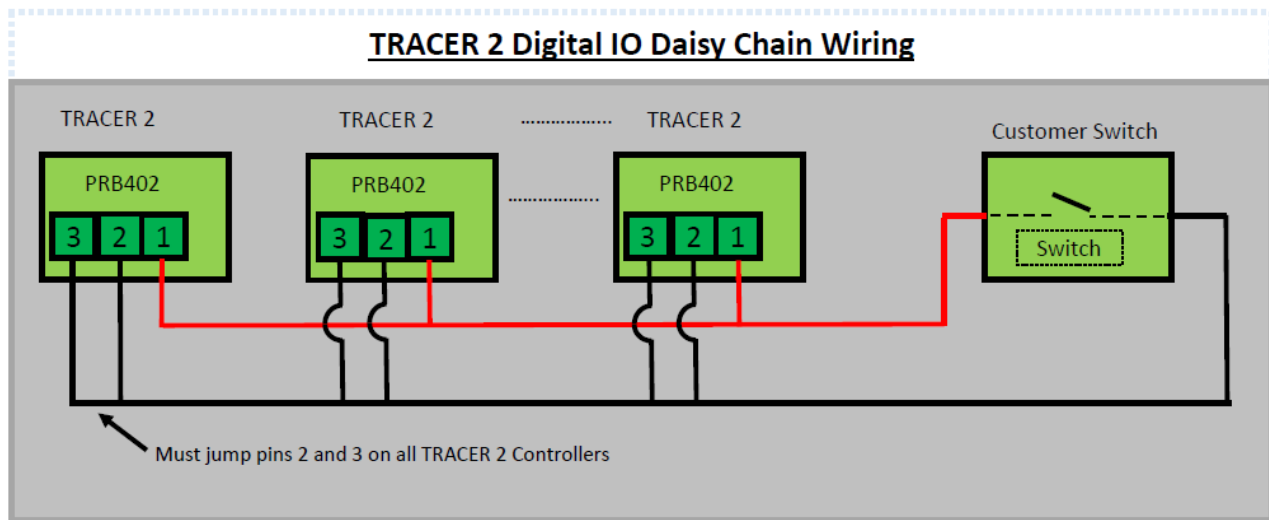 TRACER 2 Digital IO Daisy Chain Wiring
TRACER 2
TRACER 2
................
TRACER 2
Customer Switch
PRB402
PRB402
................
PRB402
3 2 1
3 2 1
3 2 1
Switch
Must jump pins 2 and 3 on all TRACER 2 Controllers